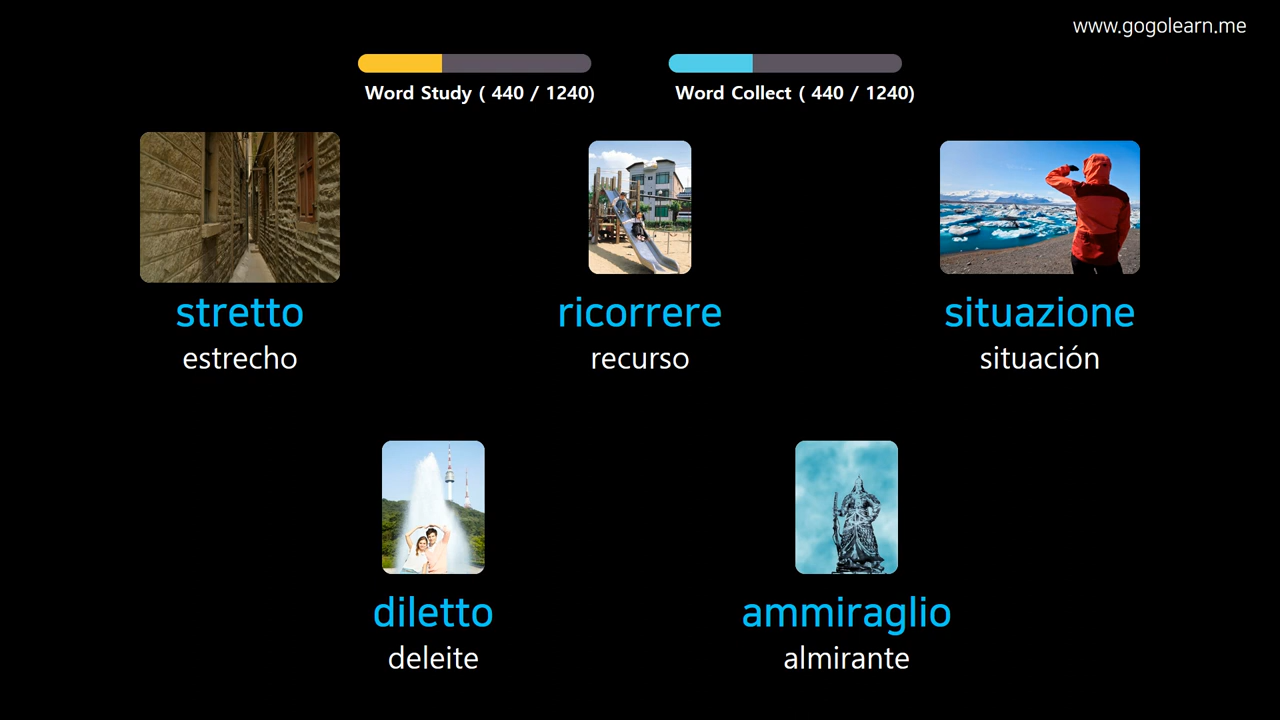 www.gogolearn.me
Word Study ( 440 / 1240)
Word Collect ( 440 / 1240)
stretto
estrecho
ricorrere
recurso
situazione
situación
diletto
deleite
ammiraglio
almirante